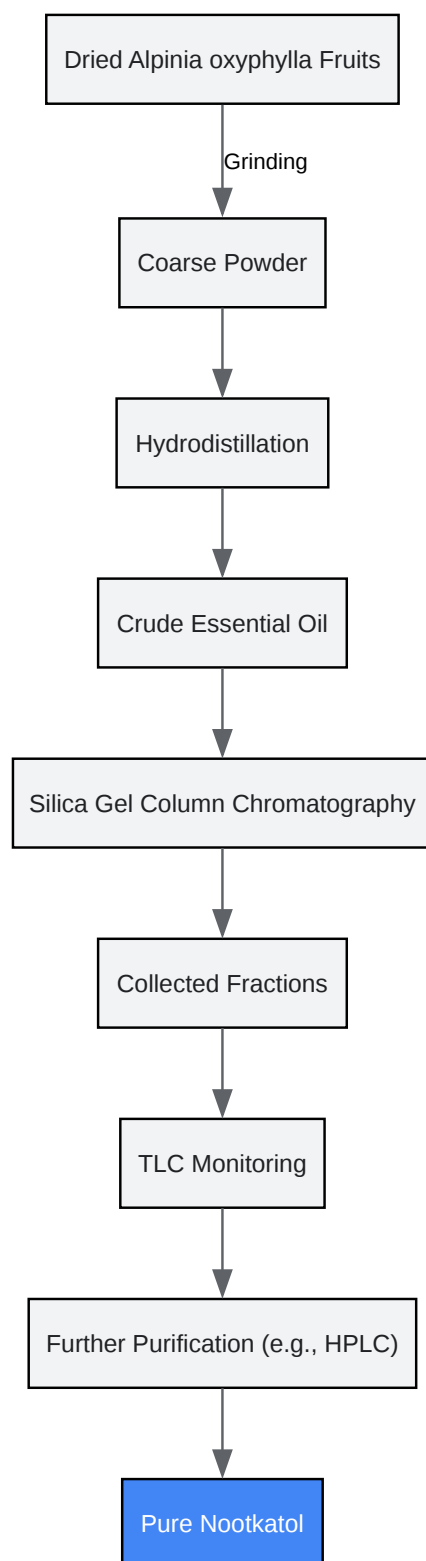 Dried Alpinia oxyphylla Fruits
Grinding
Coarse Powder
Hydrodistillation
Crude Essential Oil
Silica Gel Column Chromatography
Collected Fractions
TLC Monitoring
Further Purification (e.g., HPLC)
Pure Nootkatol